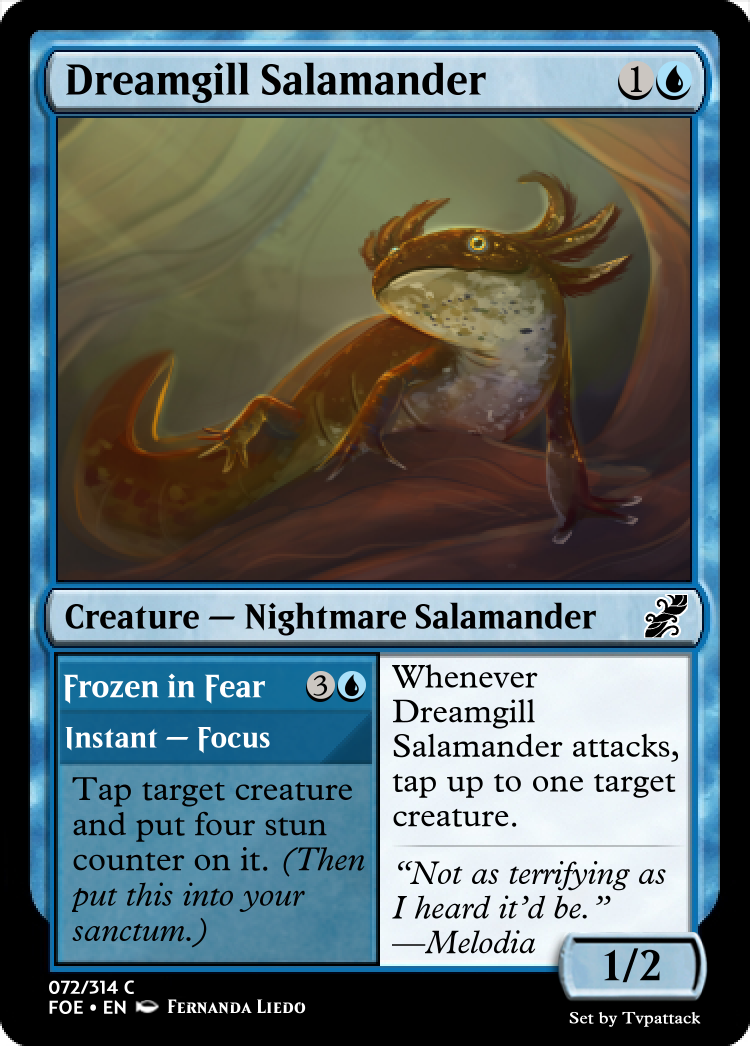 Dreamgill Salamander 1
Creature — Nightmare Salamander
Frozen in Fear 3
Instant — Focus
Tap target creature
and put four stun
counter on it. (Then
put this into your
sanctum.)
Whenever
Dreamgill
Salamander attacks,
tap up to one target
creature.
“Not as terrifying as
I heard it’d be.”
—Melodia
1/2
072/314 C
FOE • EN Fernanda Liedo
Set by Tvpattack